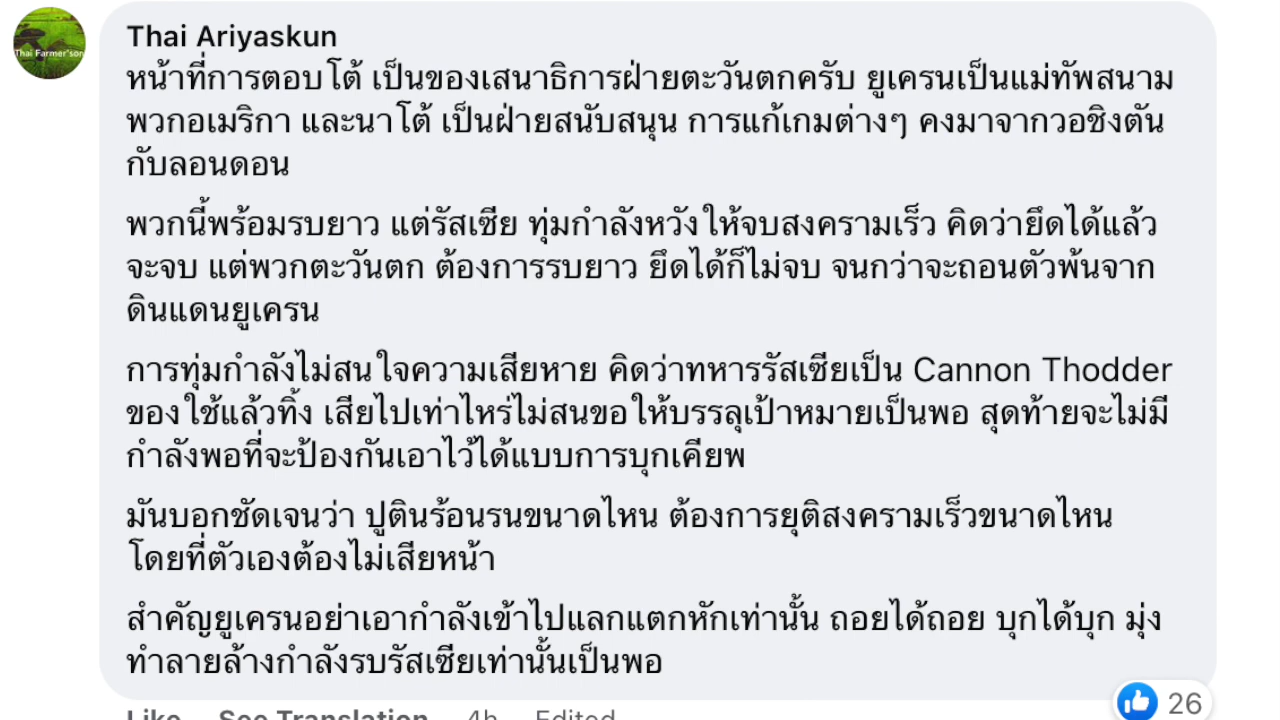 Thai Farmer'son
Thai Ariyaskun
หน้าที่การตอบโต้ เป็นของเสนาธิการฝ่ายตะวันตกครับ ยูเครนเป็นแม่ทัพสนาม
พวกอเมริกา และนาโต้ เป็นฝ่ายสนับสนุน การแก้เกมต่างๆ คงมาจากวอชิงตัน
กับลอนดอน
พวกนี้พร้อมรบยาว แต่รัสเซีย ทุ่มกำลังหวังให้จบสงครามเร็ว คิดว่ายึดได้แล้ว
จะจบ แต่พวกตะวันตก ต้องการรบยาว ยึดได้ก็ไม่จบ จนกว่าจะถอนตัวพ้นจาก
ดินแดนยูเครน
การทุ่มกำลังไม่สนใจความเสียหาย คิดว่าทหารรัสเซียเป็น Cannon Thodder
ของใช้แล้วทิ้ง เสียไปเท่าไหร่ไม่สนขอให้บรรลุเป้าหมายเป็นพอ สุดท้ายจะไม่มี
กำลังพอที่จะป้องกันเอาไว้ได้แบบการบุกเคียพ
มันบอกชัดเจนว่า ปูตินร้อนรนขนาดไหน ต้องการยุติสงครามเร็วขนาดไหน
โดยที่ตัวเองต้องไม่เสียหน้า
สำคัญยูเครนอย่าเอากำลังเข้าไปแลกแตกหักเท่านั้น ถอยได้ถอย บุกได้บุก มุ่ง
ทำลายล้างกำลังรบรัสเซียเท่านั้นเป็นพอ
26
Like See Translation 4h Edited